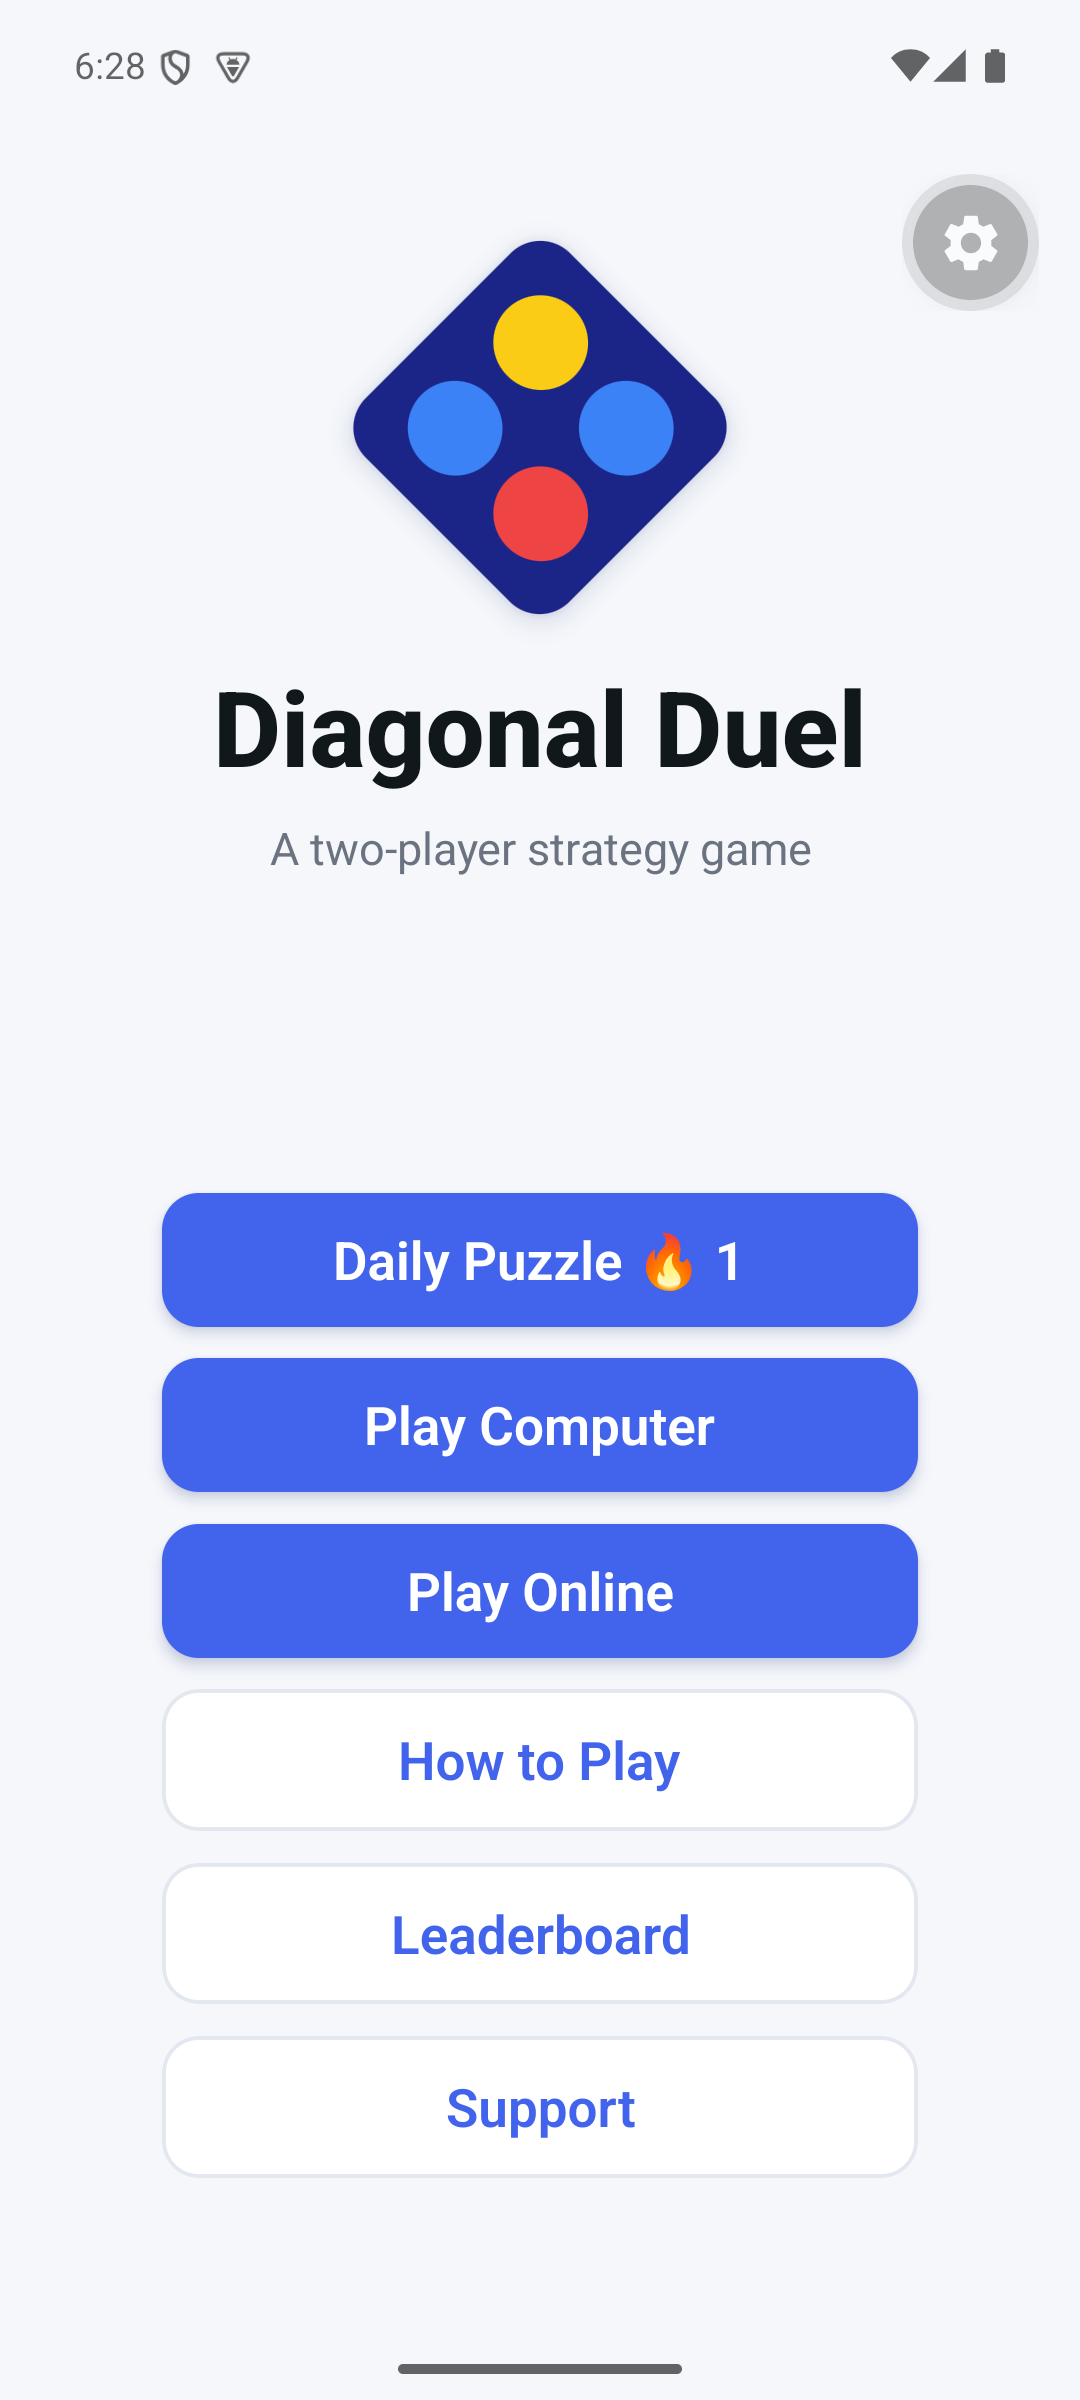 6:28
Diagonal Duel
A two-player strategy game
Daily Puzzle 🔥 1
Play Computer
Play Online
How to Play
Leaderboard
Support